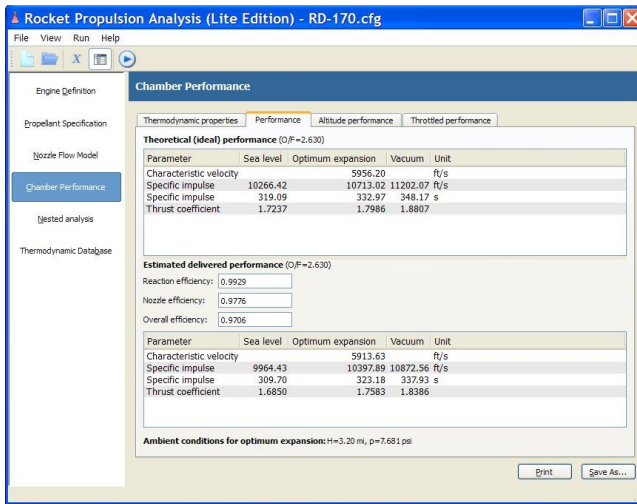 Rocket Propulsion Analysis (Lite Edition) - RD-170.cfg
File View Run Help
X
Engine Definition
Propellant Specification
Nozzle Flow Model
Chamber Performance
Nested analysis
Thermodynamic Database
Chamber Performance
Thermodynamic properties Performance Altitude performance Throttled performance
Theoretical (ideal) performance (O/F=2.630)
Parameter Sea level Optimum expansion Vacuum Unit
Characteristic velocity 5956.20 ft/s
Specific impulse 10266.42 10713.02 11202.07 ft/s
Specific impulse 319.09 332.97 348.17 s
Thrust coefficient 1.7237 1.7986 1.8807
Estimated delivered performance (O/F=2.630)
Reaction efficiency: 0.9929
Nozzle efficiency: 0.9776
Overall efficiency: 0.9706
Parameter Sea level Optimum expansion Vacuum Unit
Characteristic velocity 5913.63 ft/s
Specific impulse 9964.43 10397.89 10872.56 ft/s
Specific impulse 309.70 323.18 337.93 s
Thrust coefficient 1.6850 1.7583 1.8386
Ambient conditions for optimum expansion: H=3.20 mi, p=7.681 psi
Print Save As...